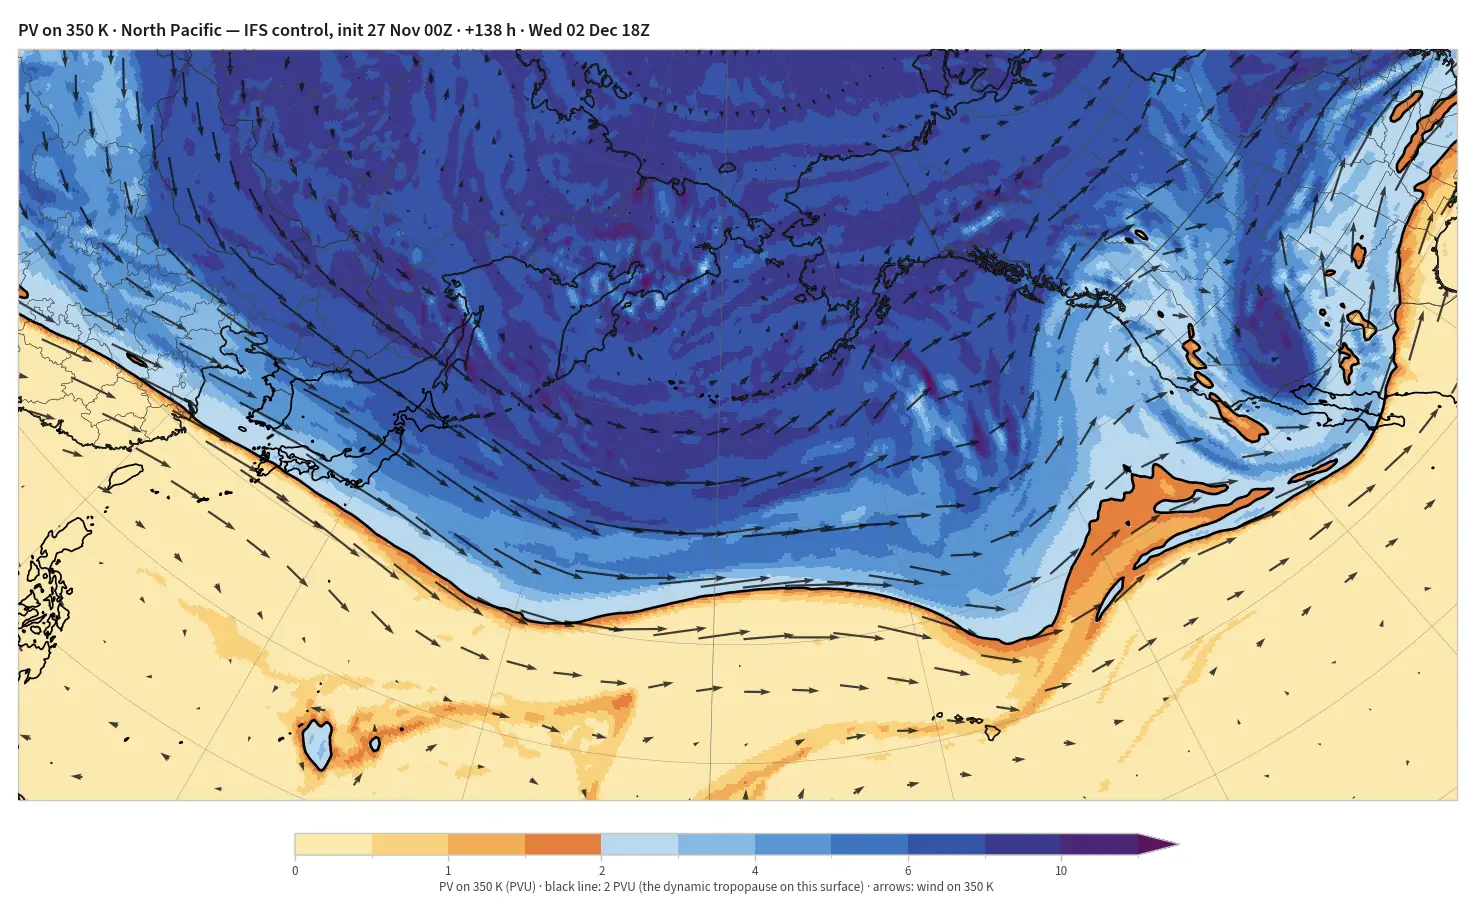 PV on 350 K · North Pacific — IFS control, init 27 Nov 00Z · +138 h · Wed 02 Dec 18Z
0 1 2 4 6 10
PV on 350 K (PVU) · black line: 2 PVU (the dynamic tropopause on this surface) · arrows: wind on 350 K